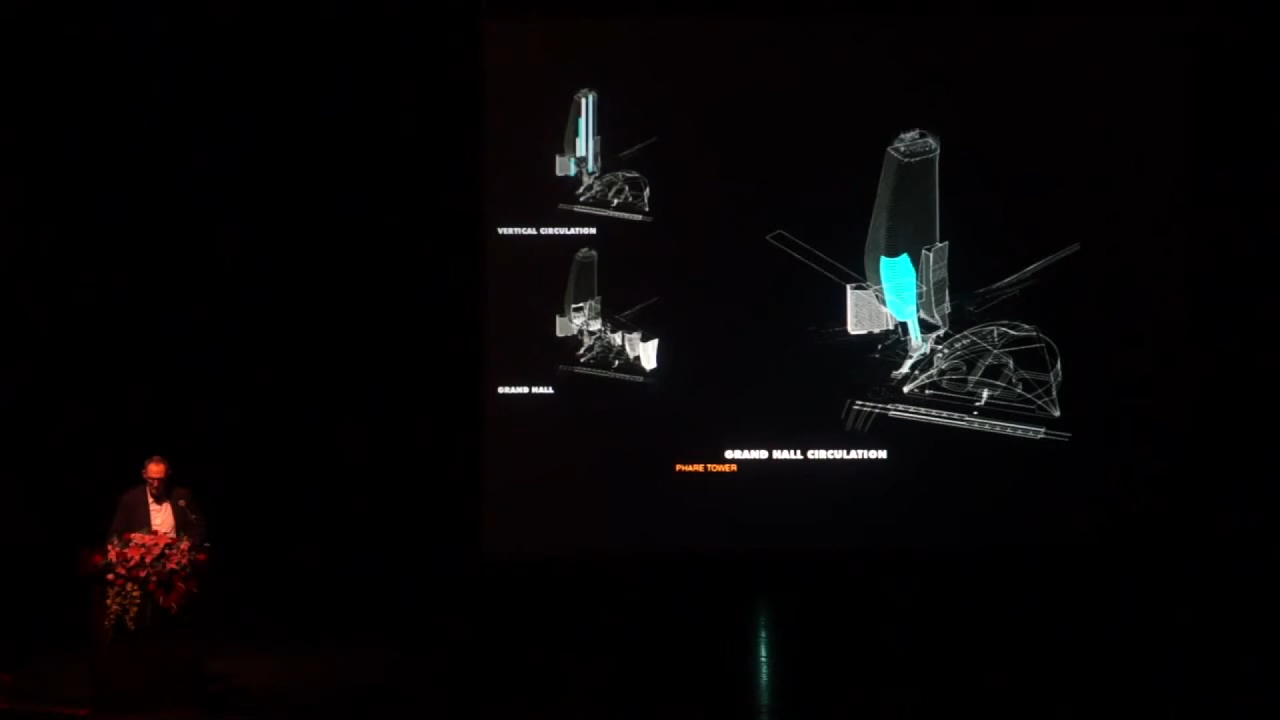 VERTICAL CIRCULATION
GRAND HALL
GRAND HALL CIRCULATION
PHARE TOWER